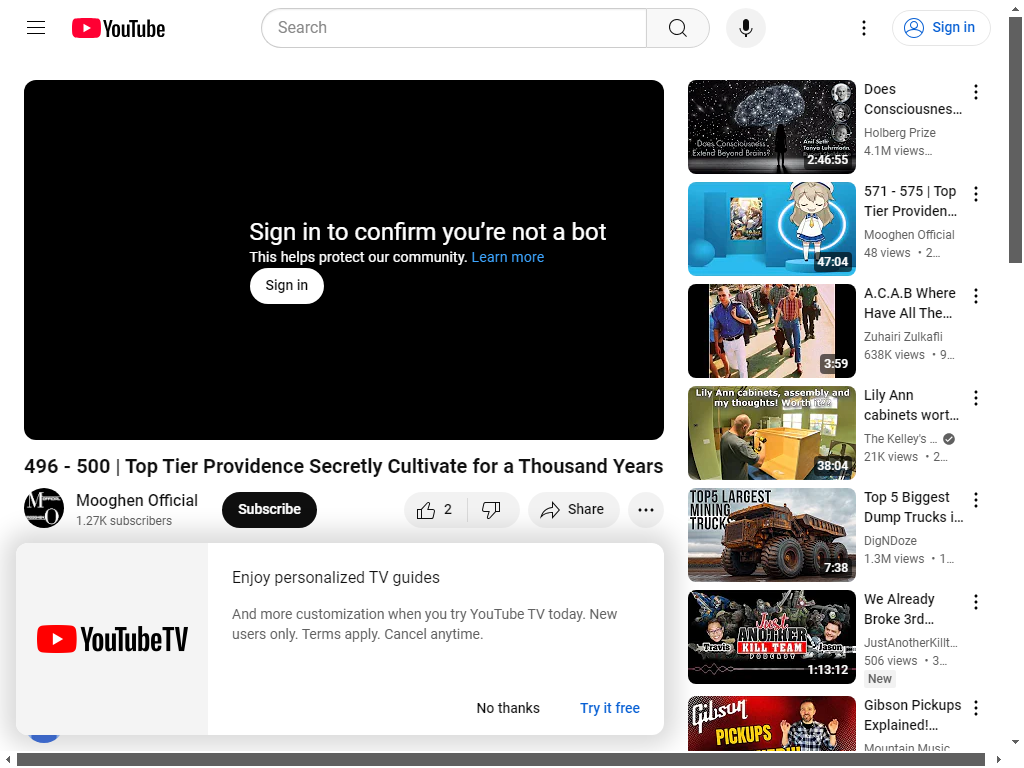 YouTube
Search
Sign in
Sign in to confirm you're not a bot
This helps protect our community. Learn more
Sign in
496 - 500 | Top Tier Providence Secretly Cultivate for a Thousand Years
Mooghen Official
1.27K subscribers
Subscribe
2
Share
YouTubeTV
Enjoy personalized TV guides
And more customization when you try YouTube TV today. New
users only. Terms apply. Cancel anytime.
No thanks
Try it free
Does Consciousness
Extend Beyond Brains?
Anil Seth
Tanya Luhrmann
2:46:55
Does
Consciousnes…
Holberg Prize
4.1M views…
47:04
571 - 575 | Top
Tier Providen…
Mooghen Official
48 views • 2…
3:59
A.C.A.B Where
Have All The…
Zuhairi Zulkafli
638K views • 9…
Lily Ann cabinets, assembly and
my thoughts! Worth it??
38:04
Lily Ann
cabinets wort…
The Kelley's …
21K views • 2…
TOP5 LARGEST
MINING
TRUCKS
7:38
Top 5 Biggest
Dump Trucks i…
DigNDoze
1.3M views • 1…
Just
ANOTHER
KILL TEAM
PODCAST
Travis
Jason
1:13:12
We Already
Broke 3rd…
JustAnotherKillt…
506 views • 3…
New
Gibson
PICKUPS
Gibson Pickups
Explained!…
Mountain Music